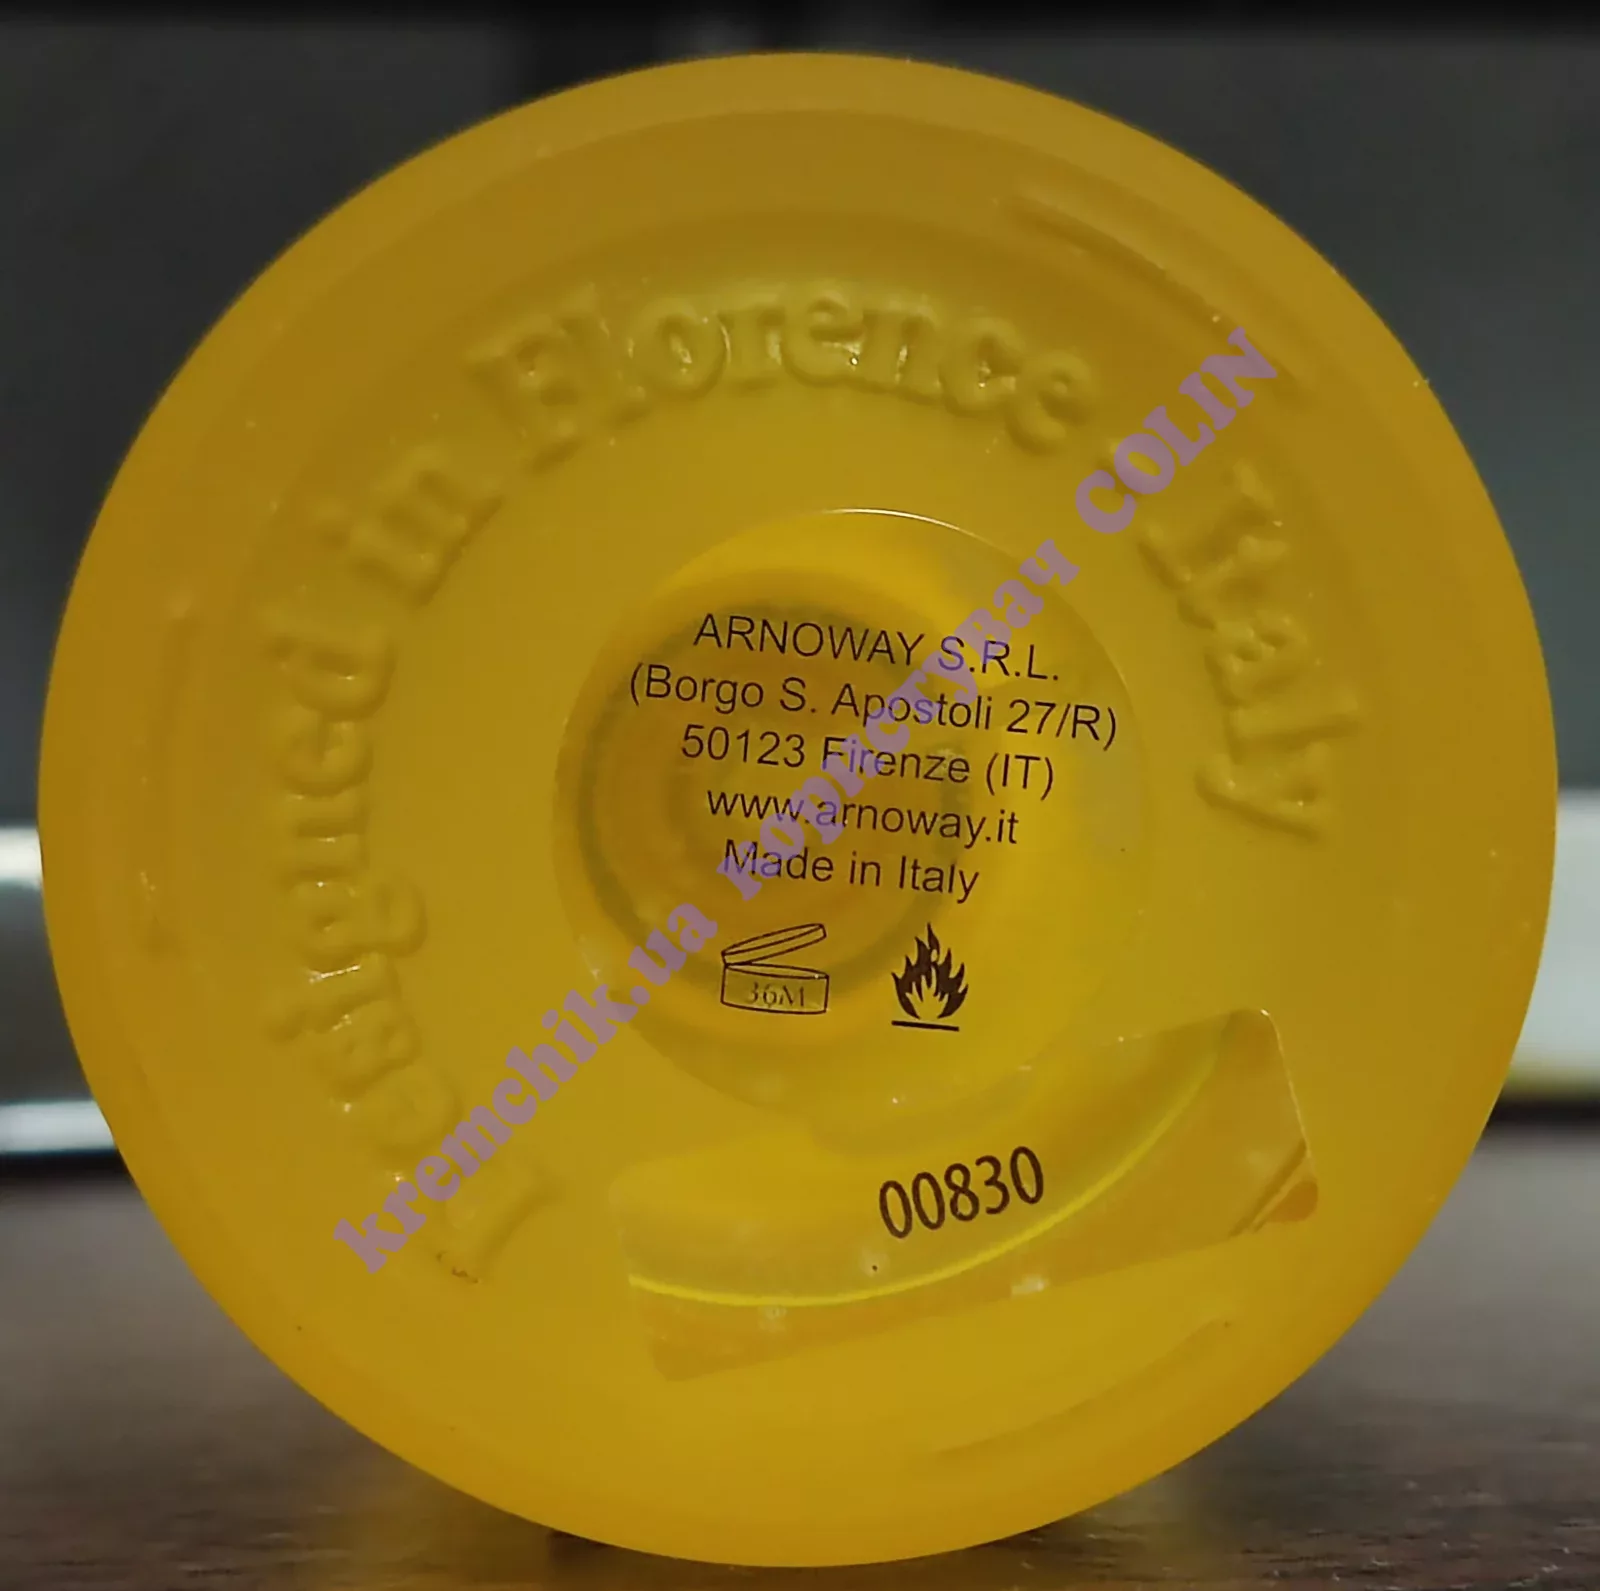 Designed in Florence, Italy
ARNOWAY S.R.L.
(Borgo S. Apostoli 27/R)
50123 Firenze (IT)
www.arnoway.it
Made in Italy
36M
00830
kremchik.ua користуВач COLIN